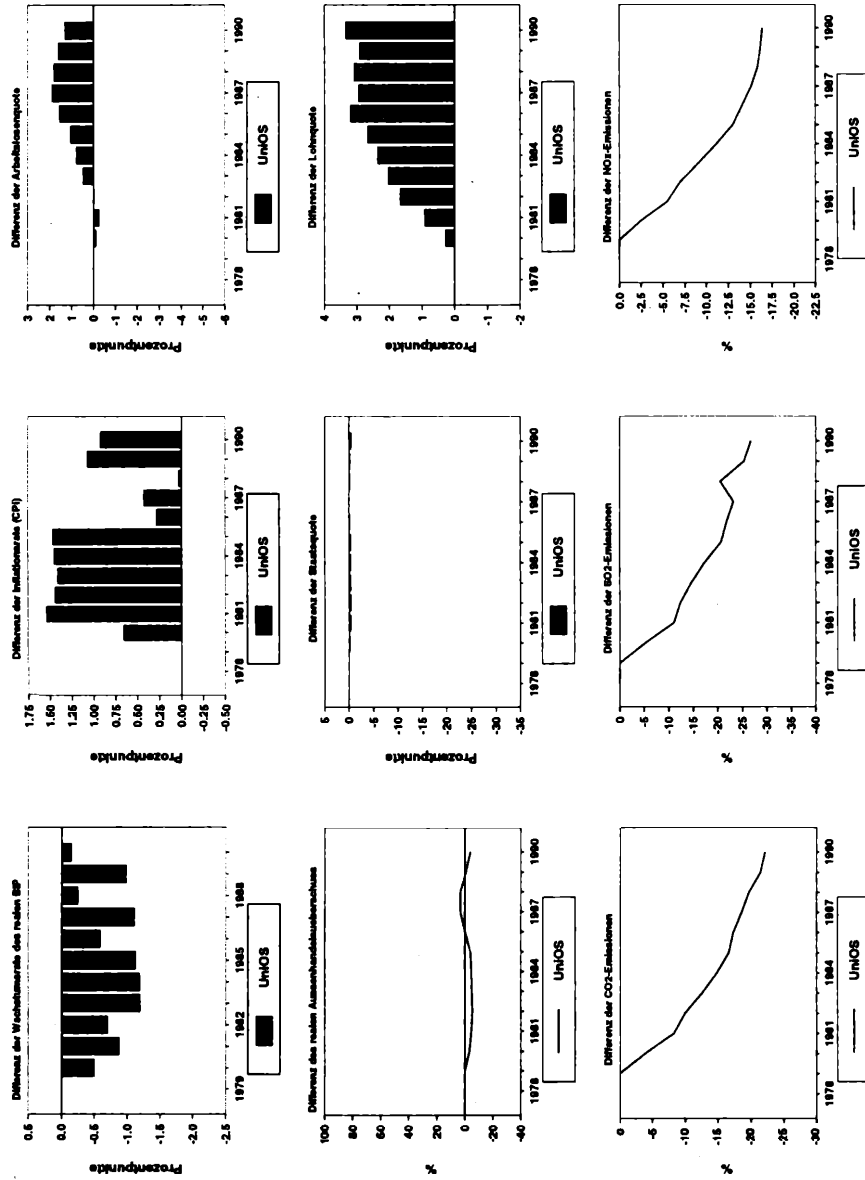 Differenz der Wachstumsrate des realen BIP
Prozentpunkte
0.5
0.0
-0.5
-1.0
-1.5
-2.0
-2.5
1979 1982 1985 1988
UniOS
Differenz der Inflationsrate (CPI)
Prozentpunkte
1.75
1.50
1.25
1.00
0.75
0.50
0.25
0.00
-0.25
-0.50
1978 1981 1984 1987 1990
UniOS
Differenz der Arbeitslosenquote
Prozentpunkte
3
2
1
0
-1
-2
-3
-4
-5
-6
1978 1981 1984 1987 1990
UniOS
Differenz des realen Aussenhandelsueberschuss
%
100
80
60
40
20
0
-20
-40
1978 1981 1984 1987 1990
UniOS
Differenz der Staatsquote
Prozentpunkte
5
0
-5
-10
-15
-20
-25
-30
-35
1978 1981 1984 1987 1990
UniOS
Differenz der Lohnquote
Prozentpunkte
4
3
2
1
0
-1
-2
1978 1981 1984 1987 1990
UniOS
Differenz der CO2-Emissionen
%
0
-5
-10
-15
-20
-25
-30
1978 1981 1984 1987 1990
UniOS
Differenz der SO2-Emissionen
%
0
-5
-10
-15
-20
-25
-30
-35
-40
1978 1981 1984 1987 1990
UniOS
Differenz der NOx-Emissionen
%
0.0
-2.5
-5.0
-7.5
-10.0
-12.5
-15.0
-17.5
-20.0
-22.5
1978 1981 1984 1987 1990
UniOS